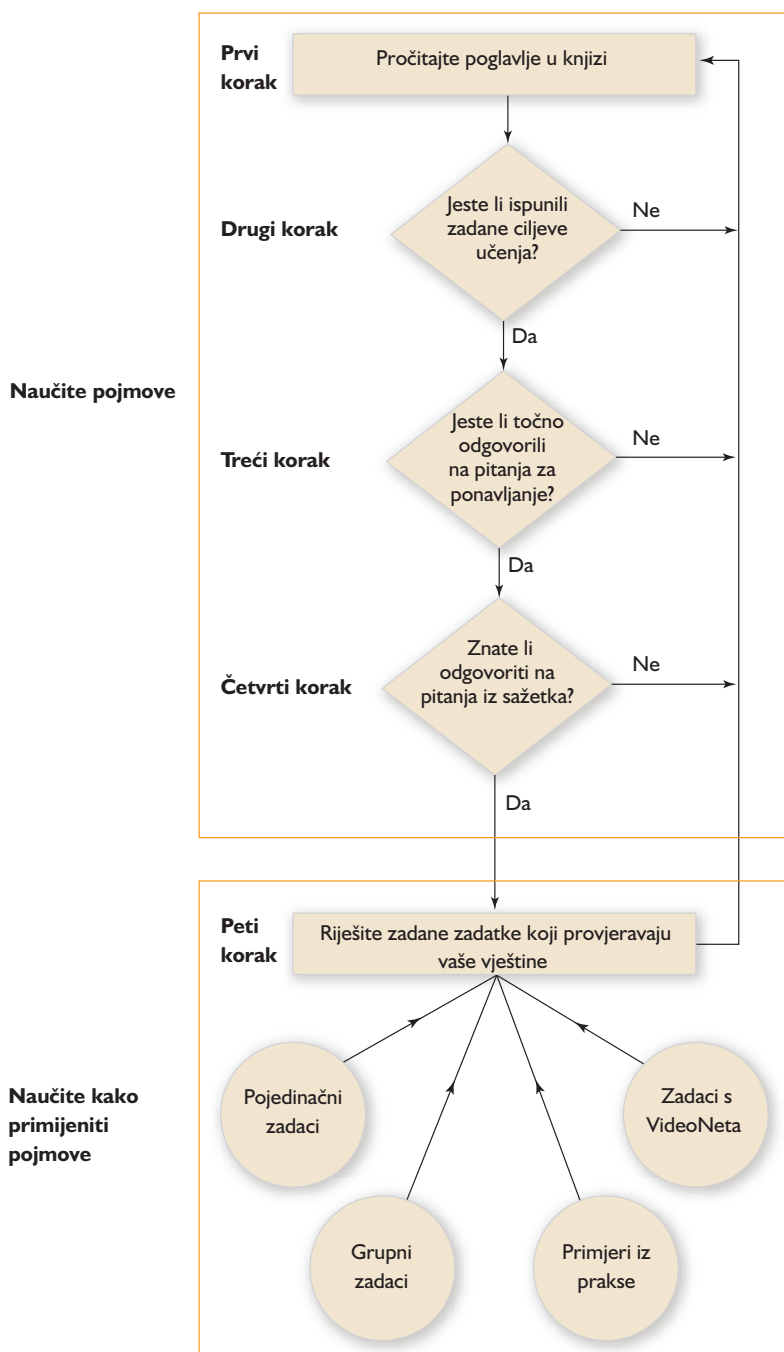 Prvi
korak
Pročitajte poglavlje u knjizi
Drugi korak
Jeste li ispunili
zadane ciljeve
učenja?
Ne
Da
Naučite pojmove
Treći korak
Jeste li točno
odgovorili
na pitanja za
ponavljanje?
Ne
Da
Četvrti korak
Znate li
odgovoriti na
pitanja iz sažetka?
Ne
Da
Peti
korak
Riješite zadane zadatke koji provjeravaju
vaše vještine
Naučite kako
primijeniti
pojmove
Pojedinačni
zadaci
Grupni
zadaci
Primjeri iz
prakse
Zadaci s
VideoNeta